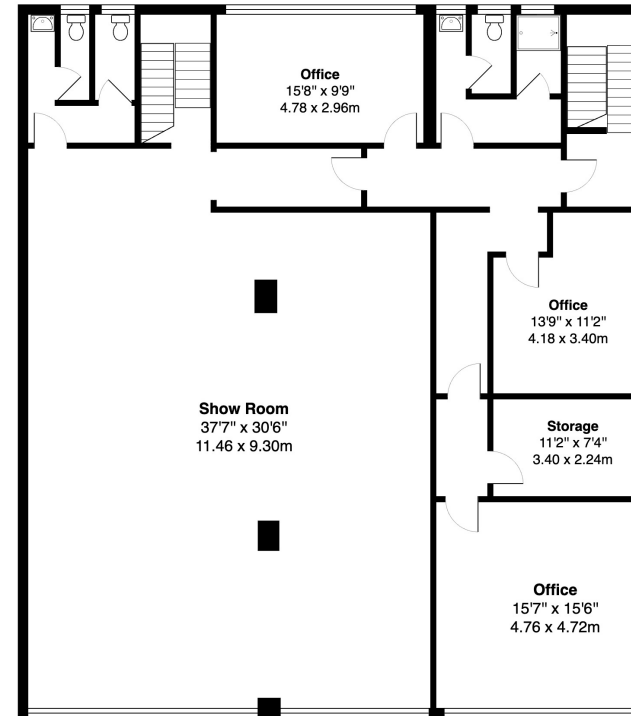 Office
15'8" x 9'9"
4.78 x 2.96m
Office
13'9" x 11'2"
4.18 x 3.40m
Show Room
37'7" x 30'6"
11.46 x 9.30m
Storage
11'2" x 7'4"
3.40 x 2.24m
Office
15'7" x 15'6"
4.76 x 4.72m